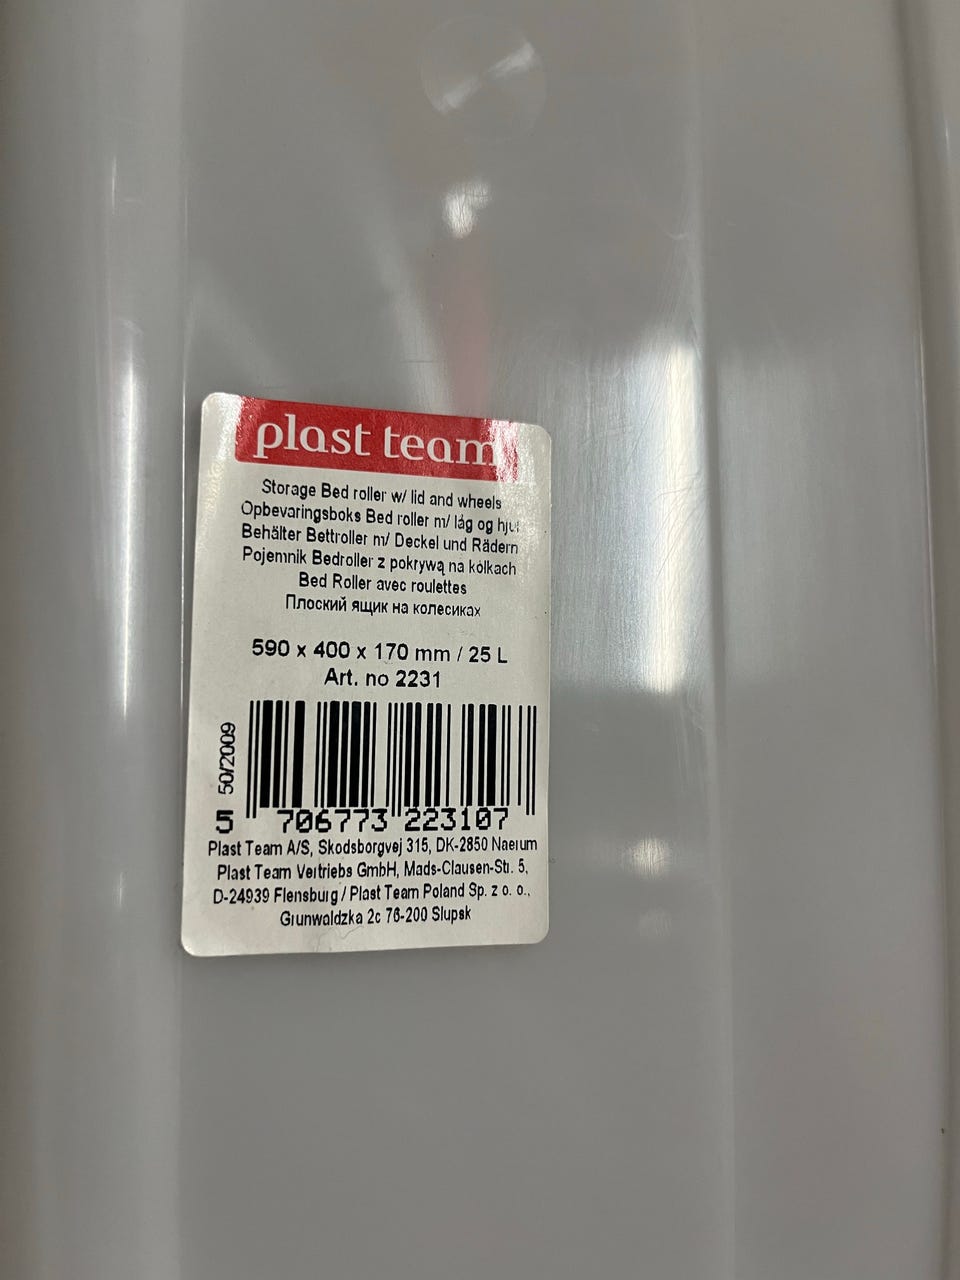 plast team
Storage Bed roller w/ lid and wheels
Opbevaringsboks Bed roller m/ låg og hjul
Behälter Bettroller m/ Deckel und Rädern
Pojemnik Bedroller z pokrywą na kółkach
Bed Roller avec roulettes
Плоский ящик на колесиках
590 x 400 x 170 mm / 25 L
Art. no 2231
50/2009
5 706773 223107
Plast Team A/S, Skodsborgvej 315, DK-2850 Naerum
Plast Team Vertriebs GmbH, Mads-Clausen-Str. 5,
D-24939 Flensburg / Plast Team Poland Sp. z o. o.,
Grunwaldzka 2c 76-200 Slupsk